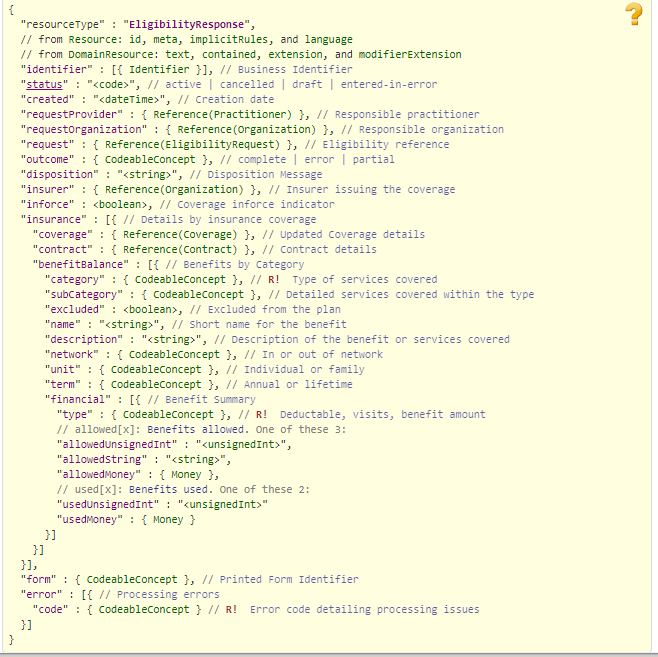 {
  "resourceType" : "EligibilityResponse",
  // from Resource: id, meta, implicitRules, and language
  // from DomainResource: text, contained, extension, and modifierExtension
  "identifier" : [{ Identifier }], // Business Identifier
  "status" : "<code>", // active | cancelled | draft | entered-in-error
  "created" : "<dateTime>", // Creation date
  "requestProvider" : { Reference(Practitioner) }, // Responsible practitioner
  "requestOrganization" : { Reference(Organization) }, // Responsible organization
  "request" : { Reference(EligibilityRequest) }, // Eligibility reference
  "outcome" : { CodeableConcept }, // complete | error | partial
  "disposition" : "<string>", // Disposition Message
  "insurer" : { Reference(Organization) }, // Insurer issuing the coverage
  "inforce" : <boolean>, // Coverage inforce indicator
  "insurance" : [{ // Details by insurance coverage
    "coverage" : { Reference(Coverage) }, // Updated Coverage details
    "contract" : { Reference(Contract) }, // Contract details
    "benefitBalance" : [{ // Benefits by Category
      "category" : { CodeableConcept }, // R!  Type of services covered
      "subCategory" : { CodeableConcept }, // Detailed services covered within the type
      "excluded" : <boolean>, // Excluded from the plan
      "name" : "<string>", // Short name for the benefit
      "description" : "<string>", // Description of the benefit or services covered
      "network" : { CodeableConcept }, // In or out of network
      "unit" : { CodeableConcept }, // Individual or family
      "term" : { CodeableConcept }, // Annual or lifetime
      "financial" : [{ // Benefit Summary
        "type" : { CodeableConcept }, // R!  Deductable, visits, benefit amount
        // allowed[x]: Benefits allowed. One of these 3:
        "allowedUnsignedInt" : "<unsignedInt>",
        "allowedString" : "<string>",
        "allowedMoney" : { Money },
        // used[x]: Benefits used. One of these 2:
        "usedUnsignedInt" : "<unsignedInt>"
        "usedMoney" : { Money }
      }]
    }]
  }],
  "form" : { CodeableConcept }, // Printed Form Identifier
  "error" : [{ // Processing errors
    "code" : { CodeableConcept } // R!  Error code detailing processing issues
  }]
}
?